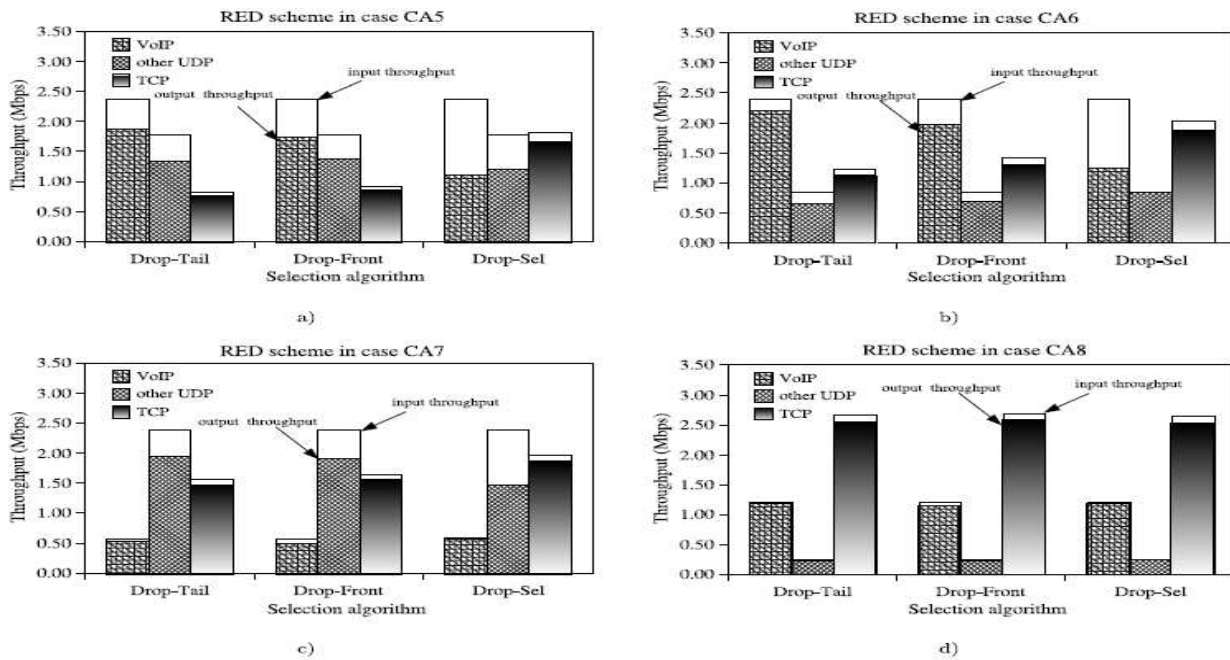 RED scheme in case CA5
3.50
3.00
2.50
2.00
1.50
1.00
0.50
0.00
Throughput (Mbps)
VoIP
other UDP
TCP
input throughput
output throughput
Drop-Tail Drop-Front Drop-Sel
Selection algorithm
a)
RED scheme in case CA6
3.50
3.00
2.50
2.00
1.50
1.00
0.50
0.00
Throughput (Mbps)
VoIP
other UDP
TCP
input throughput
output throughput
Drop-Tail Drop-Front Drop-Sel
Selection algorithm
b)
RED scheme in case CA7
3.50
3.00
2.50
2.00
1.50
1.00
0.50
0.00
Throughput (Mbps)
VoIP
other UDP
TCP
input throughput
output throughput
Drop-Tail Drop-Front Drop-Sel
Selection algorithm
c)
RED scheme in case CA8
3.50
3.00
2.50
2.00
1.50
1.00
0.50
0.00
Throughput (Mbps)
VoIP
other UDP
TCP
output throughput
input throughput
Drop-Tail Drop-Front Drop-Sel
Selection algorithm
d)